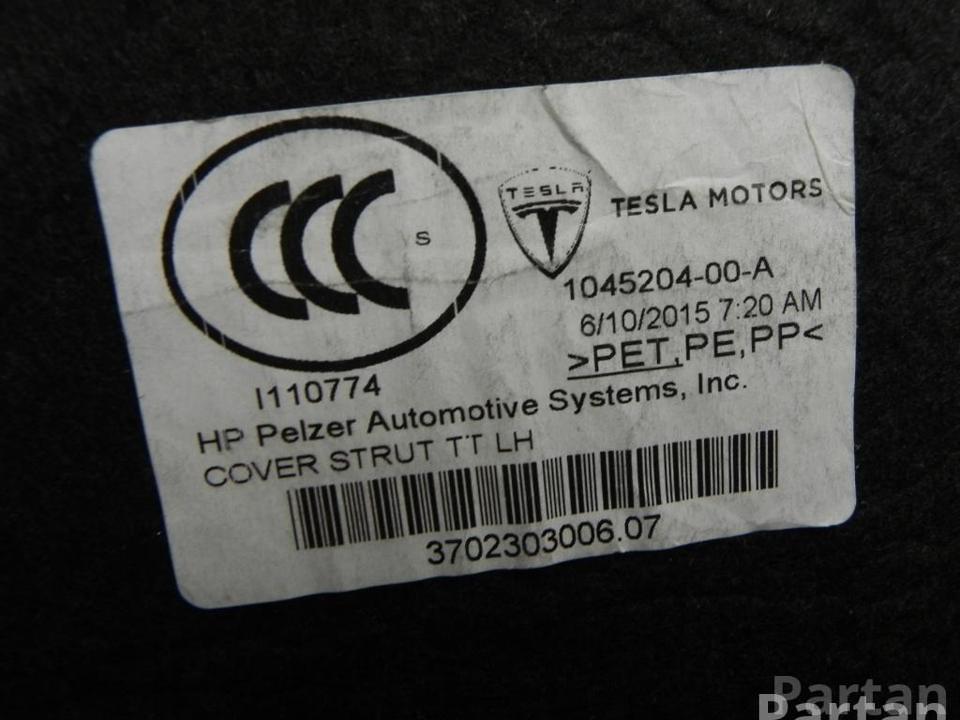 CCC S
TESLA
TESLA MOTORS
1045204-00-A
6/10/2015 7:20 AM
>PET,PE,PP<
I110774
HP Pelzer Automotive Systems, Inc.
COVER STRUT TT LH
3702303006.07
Partan
Partan